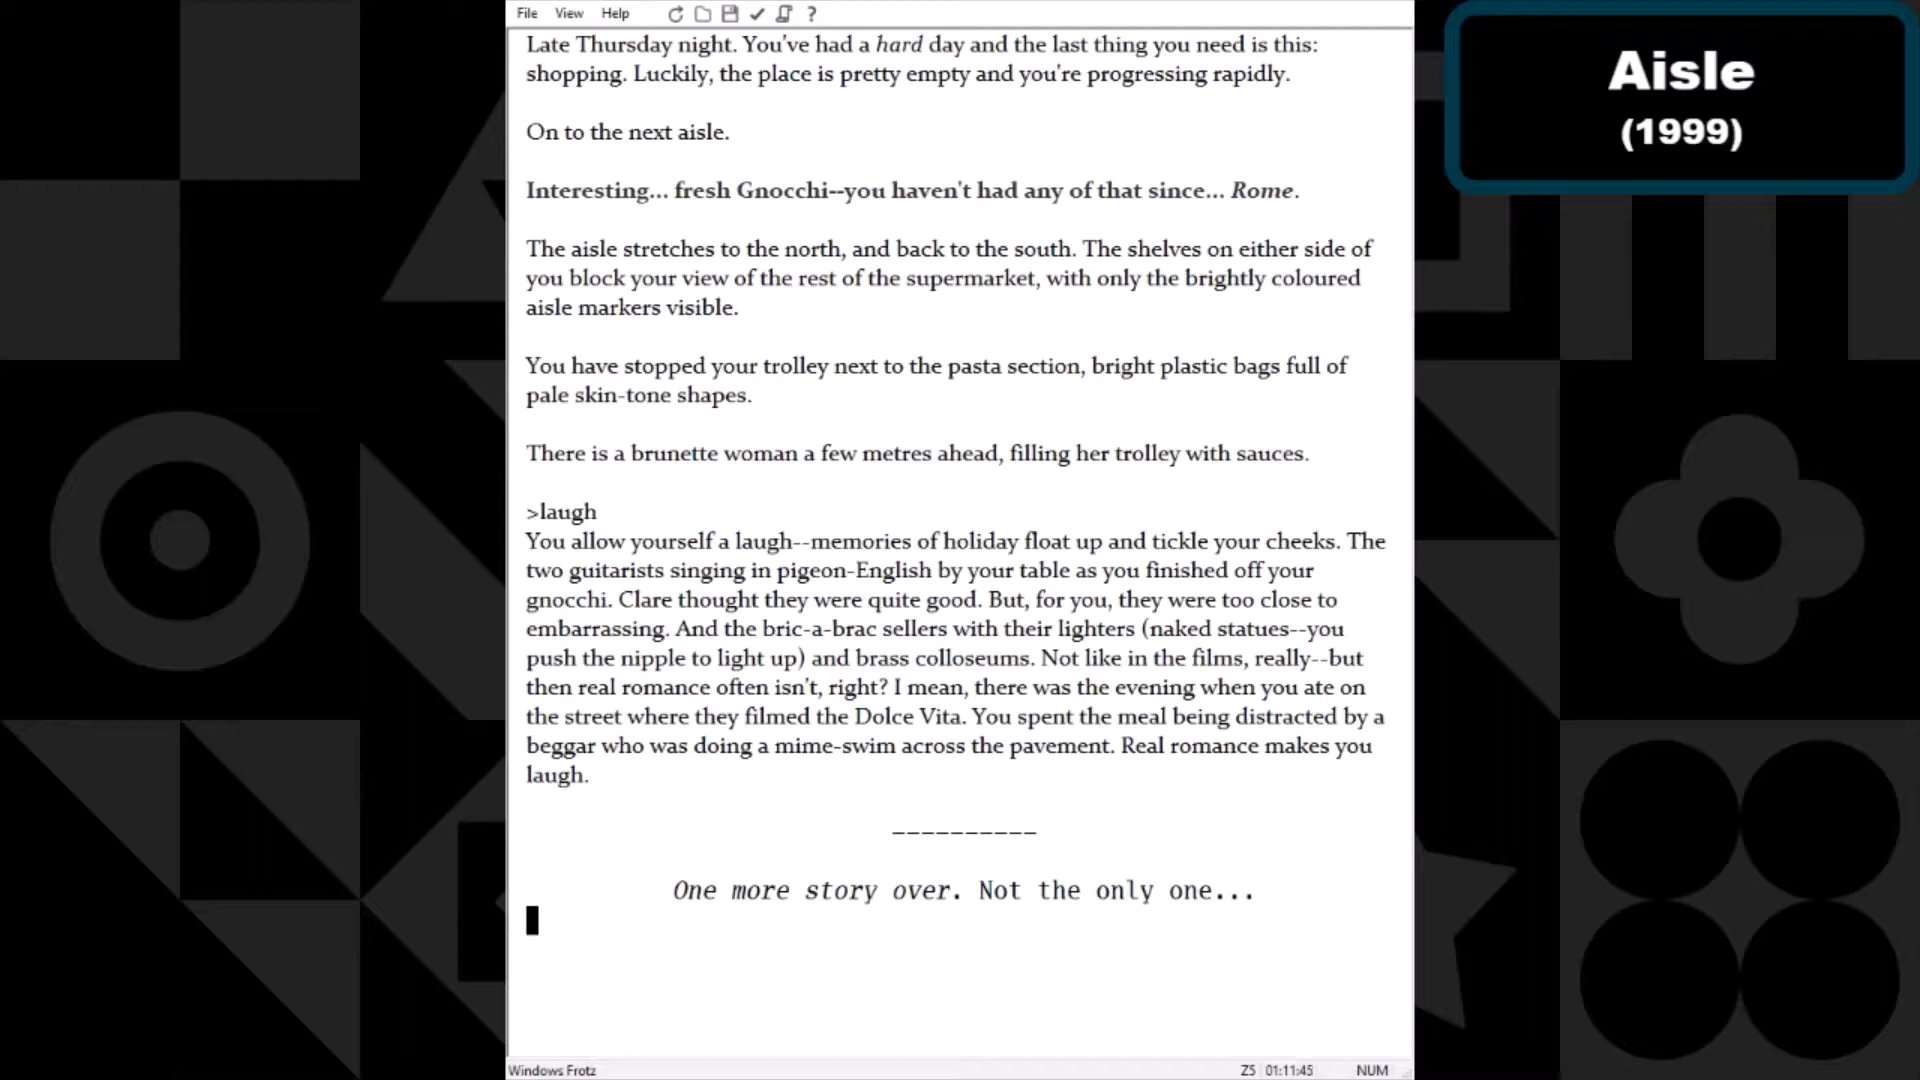 File View Help ?
Aisle
(1999)
Late Thursday night. You've had a hard day and the last thing you need is this:
shopping. Luckily, the place is pretty empty and you're progressing rapidly.
On to the next aisle.
Interesting... fresh Gnocchi--you haven't had any of that since... Rome.
The aisle stretches to the north, and back to the south. The shelves on either side of
you block your view of the rest of the supermarket, with only the brightly coloured
aisle markers visible.
You have stopped your trolley next to the pasta section, bright plastic bags full of
pale skin-tone shapes.
There is a brunette woman a few metres ahead, filling her trolley with sauces.
>laugh
You allow yourself a laugh--memories of holiday float up and tickle your cheeks. The
two guitarists singing in pigeon-English by your table as you finished off your
gnocchi. Clare thought they were quite good. But, for you, they were too close to
embarrassing. And the bric-a-brac sellers with their lighters (naked statues--you
push the nipple to light up) and brass colloseums. Not like in the films, really--but
then real romance often isn't, right? I mean, there was the evening when you ate on
the street where they filmed the Dolce Vita. You spent the meal being distracted by a
beggar who was doing a mime-swim across the pavement. Real romance makes you
laugh.
----------
One more story over. Not the only one...
Windows Frotz Z5 01:11:45 NUM